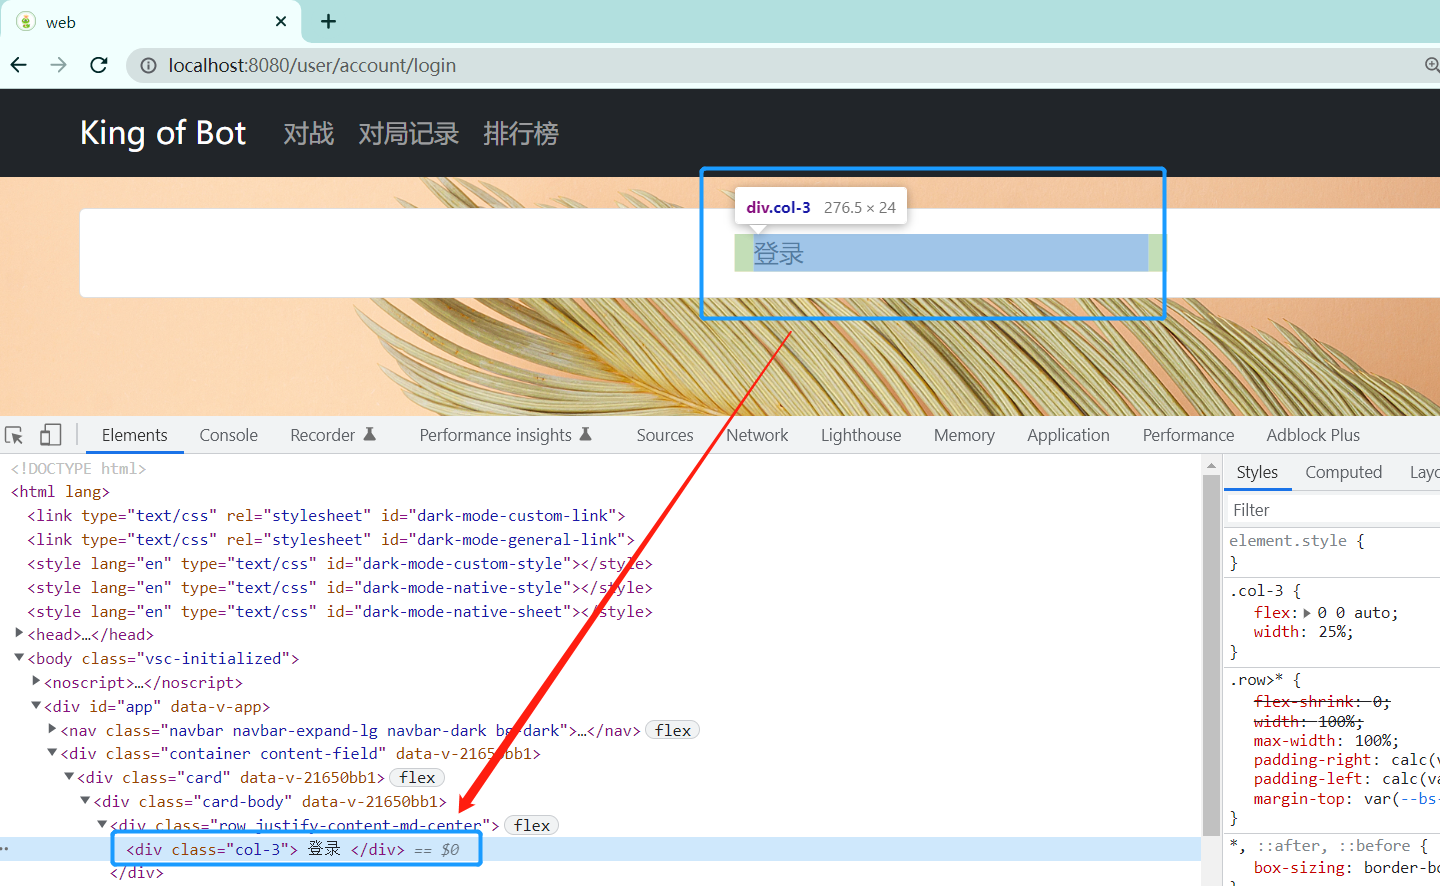 web
localhost:8080/user/account/login
King of Bot 对战 对局记录 排行榜
div.col-3 276.5 × 24
登录
Elements Console Recorder Performance insights Sources Network Lighthouse Memory Application Performance Adblock Plus
<!DOCTYPE html>
<html lang>
<link type="text/css" rel="stylesheet" id="dark-mode-custom-link">
<link type="text/css" rel="stylesheet" id="dark-mode-general-link">
<style lang="en" type="text/css" id="dark-mode-custom-style"></style>
<style lang="en" type="text/css" id="dark-mode-native-style"></style>
<style lang="en" type="text/css" id="dark-mode-native-sheet"></style>
<head>…</head>
<body class="vsc-initialized">
<noscript>…</noscript>
<div id="app" data-v-app>
<nav class="navbar navbar-expand-lg navbar-dark bg-dark">…</nav> flex
<div class="container content-field" data-v-21650bb1>
<div class="card" data-v-21650bb1> flex
<div class="card-body" data-v-21650bb1>
<div class="row justify-content-md-center"> flex
<div class="col-3"> 登录 </div> == $0
</div>
Styles Computed Layo
Filter
element.style {
}
.col-3 {
flex: 0 0 auto;
width: 25%;
}
.row>* {
flex-shrink: 0;
width: 100%;
max-width: 100%;
padding-right: calc(v
padding-left: calc(va
margin-top: var(--bs-
}
*, ::after, ::before {
box-sizing: border-bo